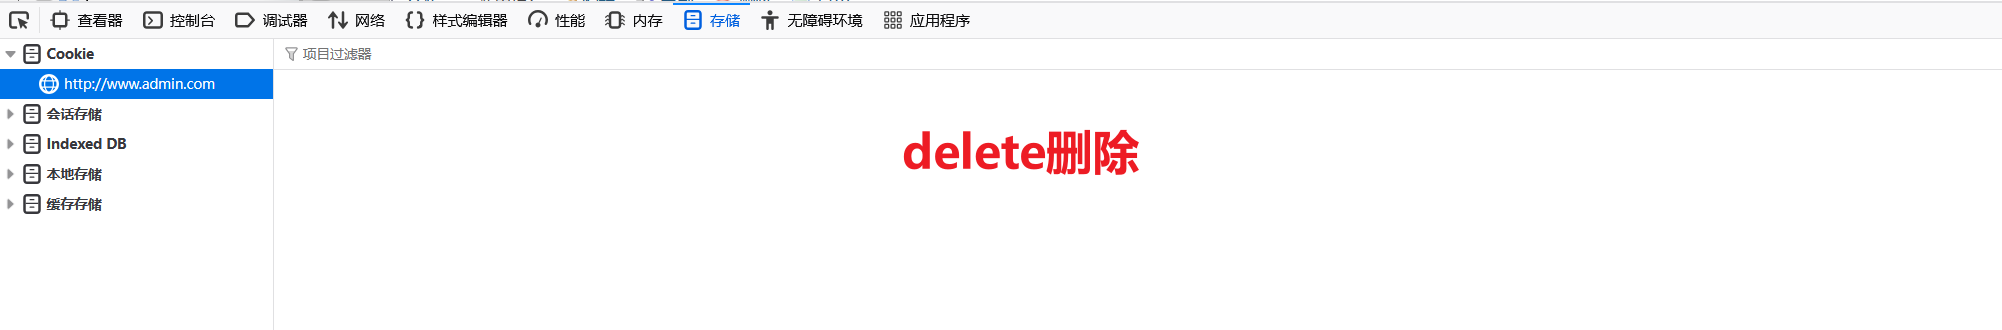 查看器 控制台 调试器 网络 样式编辑器 性能 内存 存储 无障碍环境 应用程序
Cookie
项目过滤器
http://www.admin.com
会话存储
Indexed DB
本地存储
缓存存储
delete删除